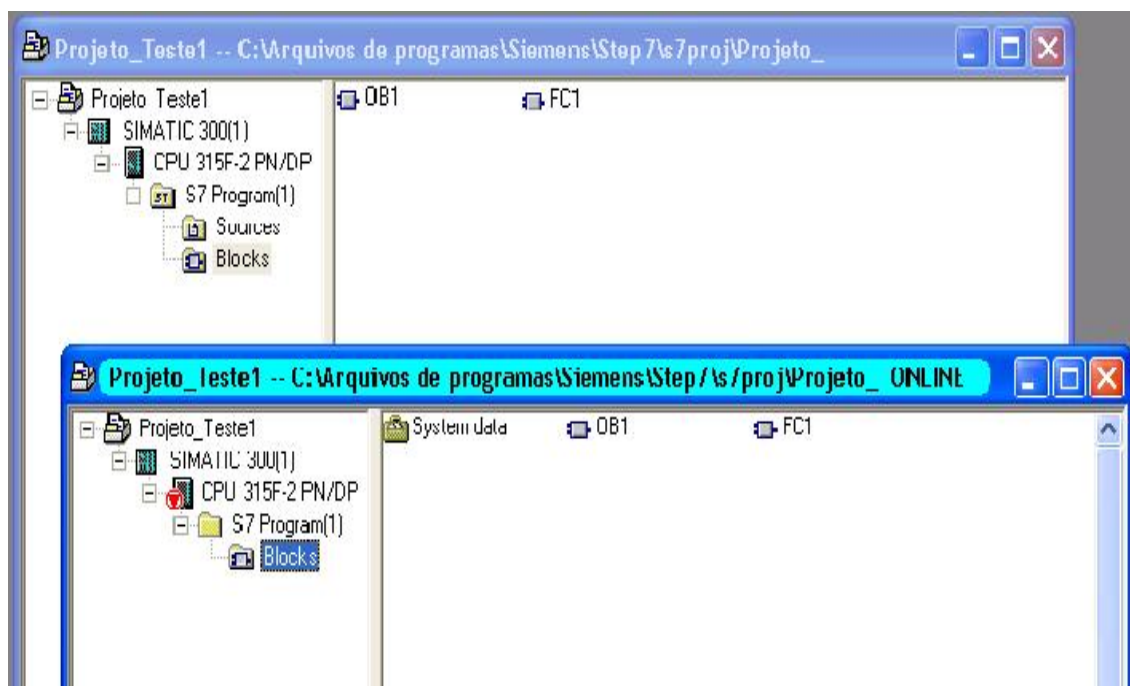 Projeto_Teste1 -- C:\Arquivos de programas\Siemens\Step7\s7proj\Projeto_
Projeto_Teste1
SIMATIC 300(1)
CPU 315F-2 PN/DP
S7 Program(1)
Sources
Blocks
OB1 FC1
Projeto_Teste1 -- C:\Arquivos de programas\Siemens\Step7\s7proj\Projeto_ ONLINE
Projeto_Teste1
SIMATIC 300(1)
CPU 315F-2 PN/DP
S7 Program(1)
Blocks
System data OB1 FC1